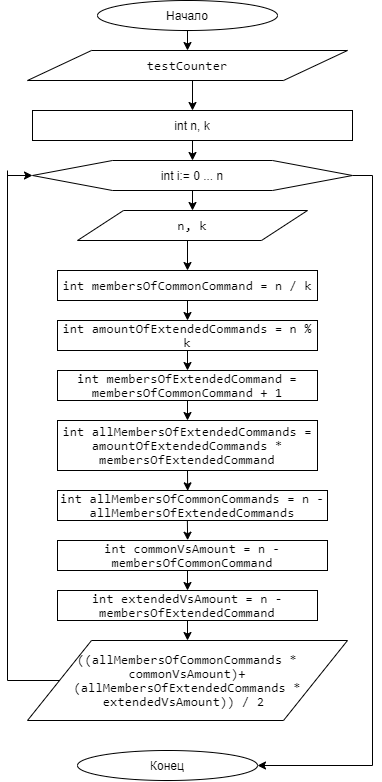 Начало
testCounter
int n, k
int i:= 0 ... n
n, k
int membersOfCommonCommand = n / k
int amountOfExtendedCommands = n %
k
int membersOfExtendedCommand =
membersOfCommonCommand + 1
int allMembersOfExtendedCommands =
amountOfExtendedCommands *
membersOfExtendedCommand
int allMembersOfCommonCommands = n -
allMembersOfExtendedCommands
int commonVsAmount = n -
membersOfCommonCommand
int extendedVsAmount = n -
membersOfExtendedCommand
((allMembersOfCommonCommands *
commonVsAmount)+
(allMembersOfExtendedCommands *
extendedVsAmount)) / 2
Конец